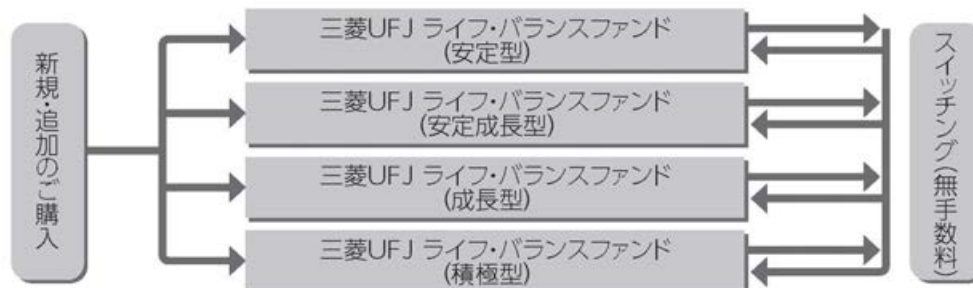 新規・追加のご購入
三菱UFJ ライフ・バランスファンド
(安定型)
三菱UFJ ライフ・バランスファンド
(安定成長型)
三菱UFJ ライフ・バランスファンド
(成長型)
三菱UFJ ライフ・バランスファンド
(積極型)
スイッチング(無手数料)